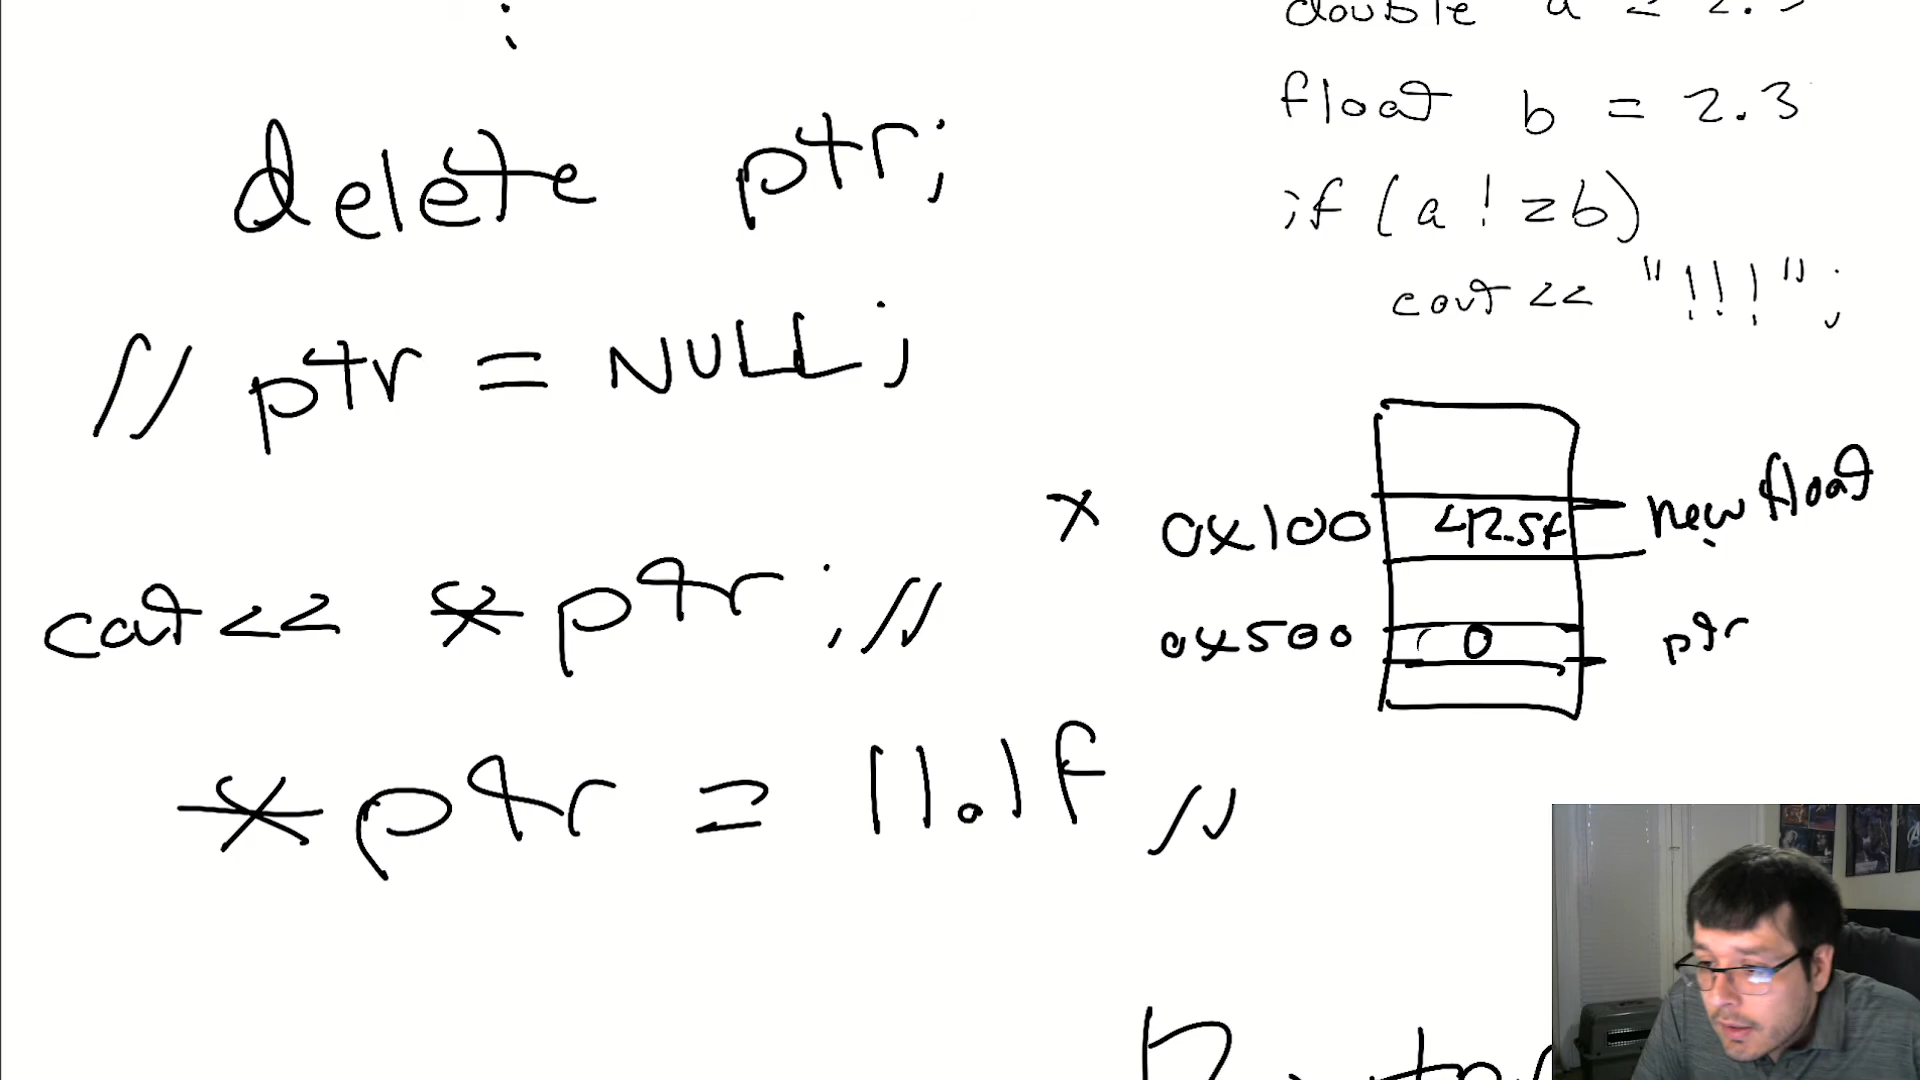 :
delete ptr;
// ptr = NULL;
cout << *ptr ; //
*ptr = 11.1f //
double a = 2.3
float b = 2.3
if (a != b)
cout << "!!!";
x 0x100 42.5f new float
0x500 0 ptr